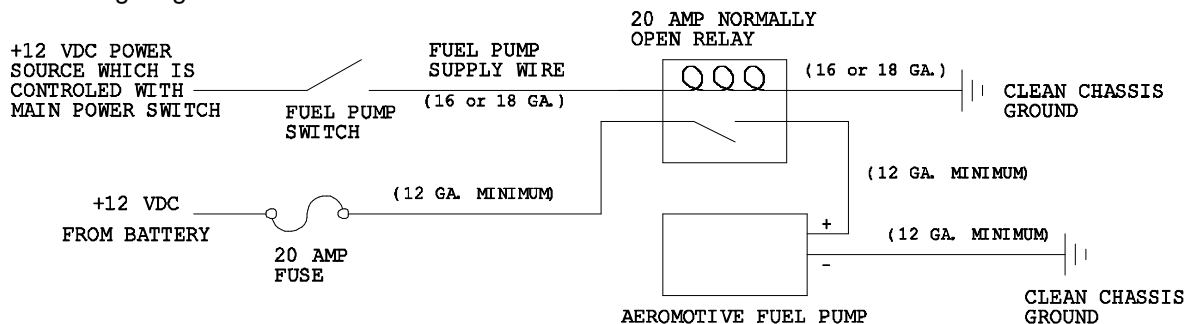 20 AMP NORMALLY
OPEN RELAY
+12 VDC POWER
SOURCE WHICH IS
CONTROLED WITH
MAIN POWER SWITCH
FUEL PUMP
SWITCH
FUEL PUMP
SUPPLY WIRE
(16 or 18 GA.)
(16 or 18 GA.)
CLEAN CHASSIS
GROUND
+12 VDC
FROM BATTERY
20 AMP
FUSE
(12 GA. MINIMUM)
(12 GA. MINIMUM)
+
-
(12 GA. MINIMUM)
CLEAN CHASSIS
GROUND
AEROMOTIVE FUEL PUMP